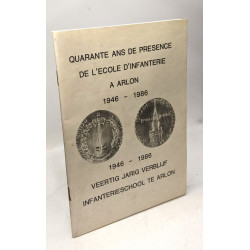 QUARANTE ANS DE PRESENCE
DE L'ECOLE D'INFANTERIE
A ARLON
1946 - 1986
1946 - 1986
VEERTIG JARIG VERBLIJF
INFANTERIESCHOOL TE ARLON